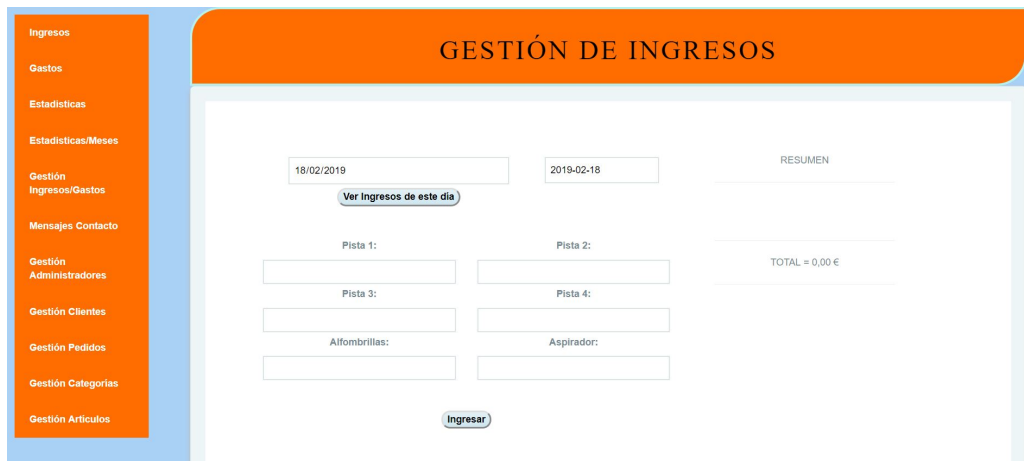 Ingresos
Gastos
Estadisticas
Estadisticas/Meses
Gestión
Ingresos/Gastos
Mensajes Contacto
Gestión
Administradores
Gestión Clientes
Gestión Pedidos
Gestión Categorias
Gestión Articulos
GESTIÓN DE INGRESOS
18/02/2019
2019-02-18
Ver Ingresos de este día
Pista 1:
Pista 2:
Pista 3:
Pista 4:
Alfombrillas:
Aspirador:
Ingresar
RESUMEN
TOTAL = 0,00 €